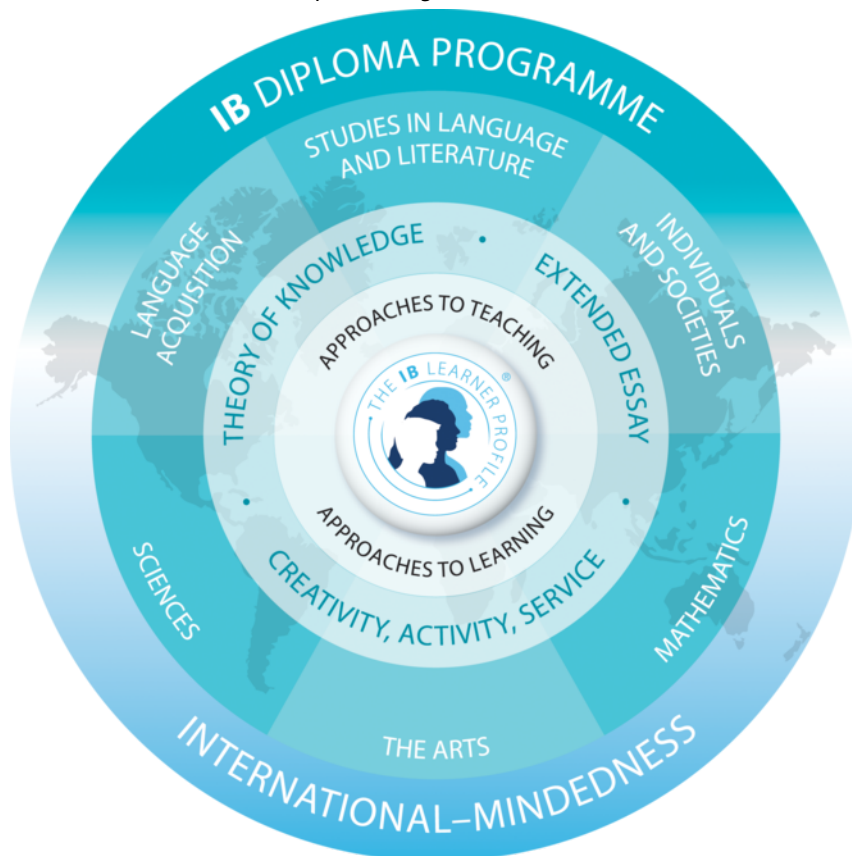 IB DIPLOMA PROGRAMME
STUDIES IN LANGUAGE
AND LITERATURE
LANGUAGE
ACQUISITION
INDIVIDUALS
AND SOCIETIES
THEORY OF KNOWLEDGE
EXTENDED ESSAY
APPROACHES TO TEACHING
THE IB LEARNER PROFILE ®
APPROACHES TO LEARNING
CREATIVITY, ACTIVITY, SERVICE
SCIENCES
MATHEMATICS
THE ARTS
INTERNATIONAL–MINDEDNESS